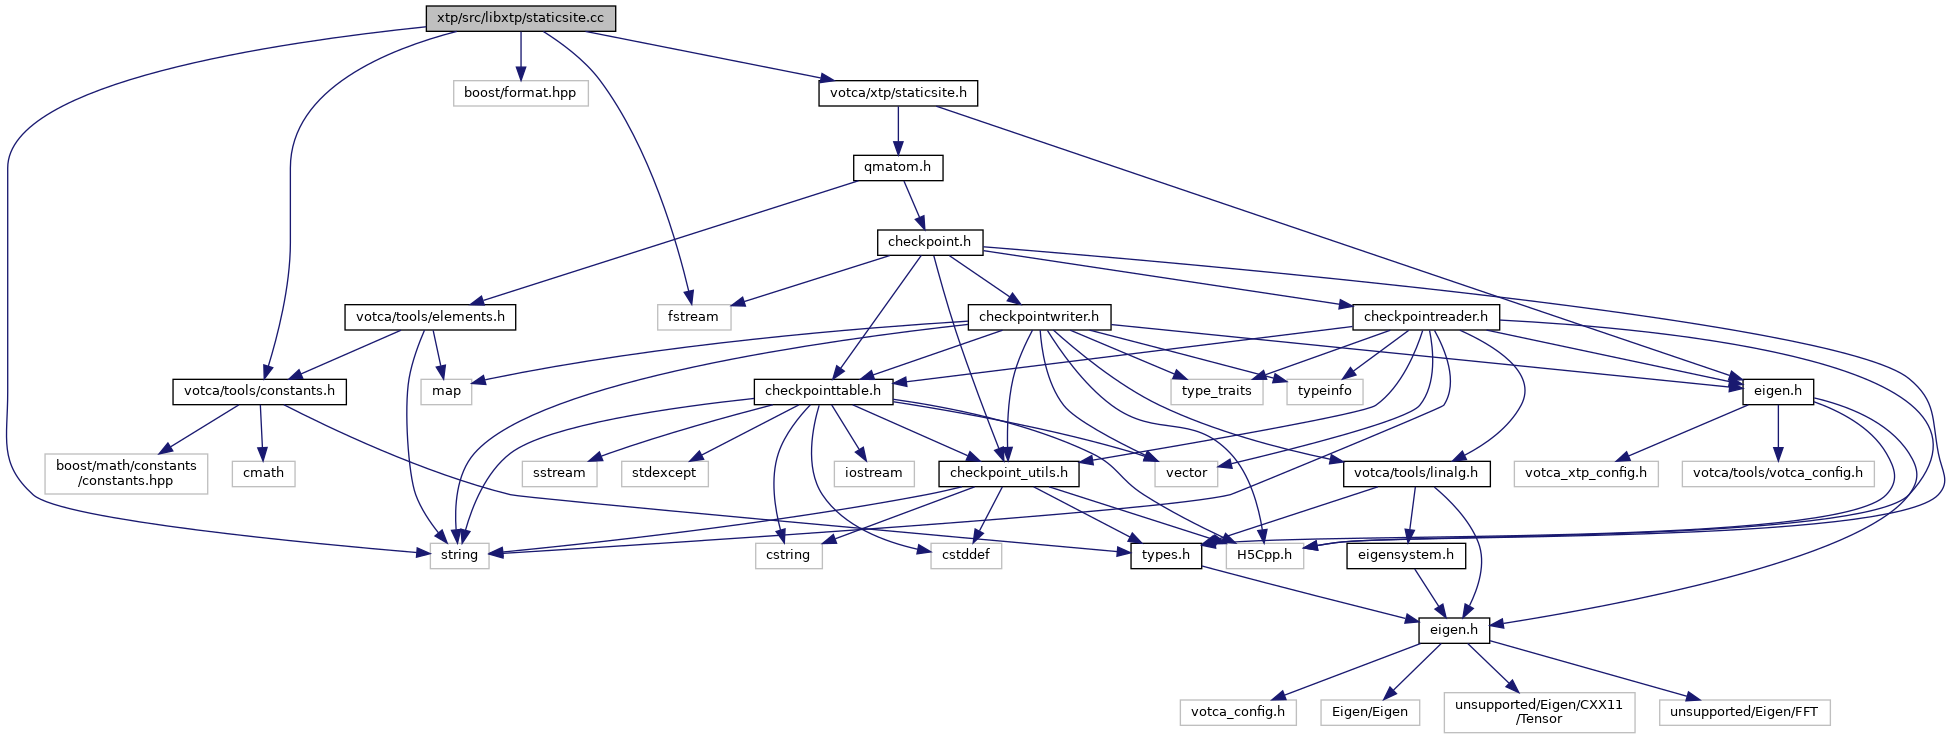 xtp/src/libxtp/staticsite.cc
boost/format.hpp
votca/xtp/staticsite.h
qmatom.h
checkpoint.h
votca/tools/elements.h
fstream
checkpointwriter.h
checkpointreader.h
votca/tools/constants.h
map
checkpointtable.h
type_traits
typeinfo
eigen.h
boost/math/constants
/constants.hpp
cmath
sstream
stdexcept
iostream
checkpoint_utils.h
vector
votca/tools/linalg.h
votca_xtp_config.h
votca/tools/votca_config.h
string
cstring
cstddef
types.h
H5Cpp.h
eigensystem.h
eigen.h
votca_config.h
Eigen/Eigen
unsupported/Eigen/CXX11
/Tensor
unsupported/Eigen/FFT